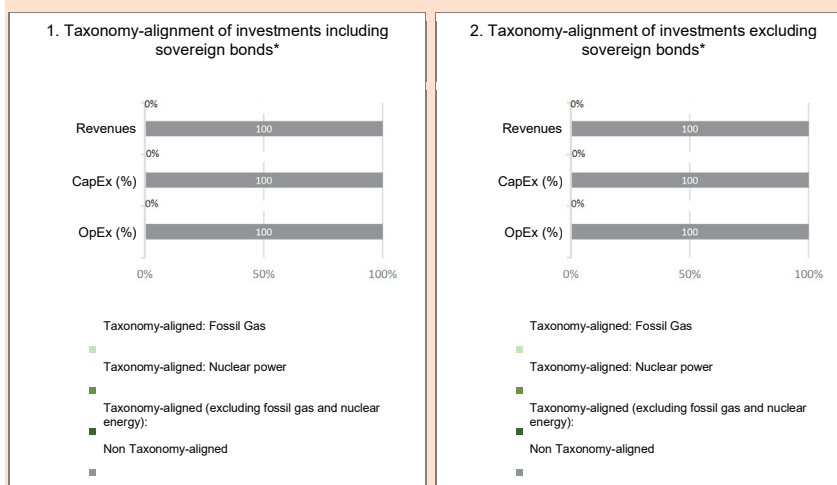 1. Taxonomy-alignment of investments including
sovereign bonds*
0%
Revenues
100
0%
CapEx (%)
100
0%
OpEx (%)
100
0%
50%
100%
Taxonomy-aligned: Fossil Gas
Taxonomy-aligned: Nuclear power
Taxonomy-aligned (excluding fossil gas and nuclear
energy):
Non Taxonomy-aligned
2. Taxonomy-alignment of investments excluding
sovereign bonds*
0%
Revenues
100
0%
CapEx (%)
100
0%
OpEx (%)
100
0%
50%
100%
Taxonomy-aligned: Fossil Gas
Taxonomy-aligned: Nuclear power
Taxonomy-aligned (excluding fossil gas and nuclear
energy):
Non Taxonomy-aligned